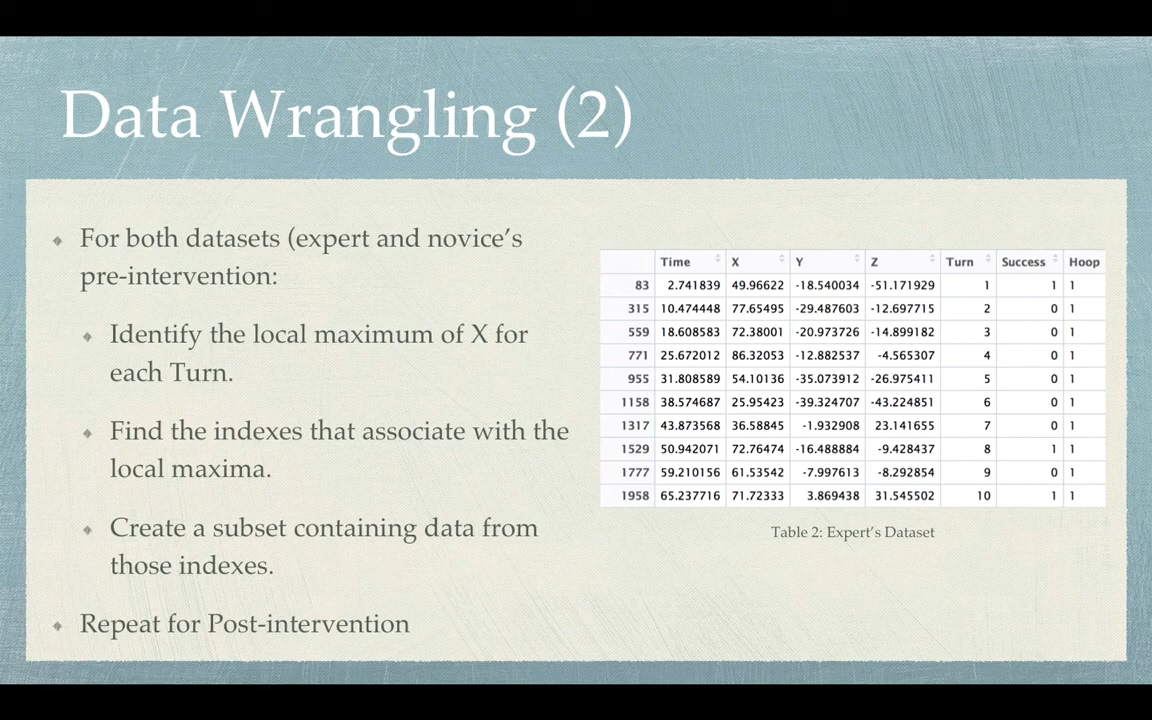 Data Wrangling (2)
For both datasets (expert and novice's
pre-intervention:
Identify the local maximum of X for
each Turn.
Find the indexes that associate with the
local maxima.
Create a subset containing data from
those indexes.
Repeat for Post-intervention
Time X Y Z Turn Success Hoop
83 2.741839 49.96622 -18.540034 -51.171929 1 1 1
315 10.474448 77.65495 -29.487603 -12.697715 2 0 1
559 18.608583 72.38001 -20.973726 -14.899182 3 0 1
771 25.672012 86.32053 -12.882537 -4.565307 4 0 1
955 31.808589 54.10136 -35.073912 -26.975411 5 0 1
1158 38.574687 25.95423 -39.324707 -43.224851 6 0 1
1317 43.873568 36.58845 -1.932908 23.141655 7 0 1
1529 50.942071 72.76474 -16.488884 -9.428437 8 1 1
1777 59.210156 61.53542 -7.997613 -8.292854 9 0 1
1958 65.237716 71.72333 3.869438 31.545502 10 1 1
Table 2: Expert's Dataset